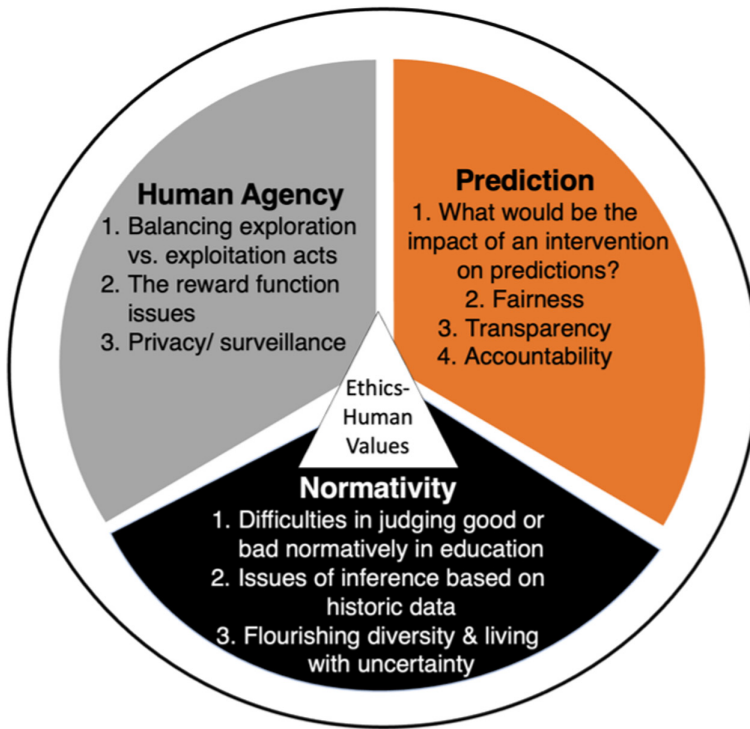 Human Agency
1. Balancing exploration
vs. exploitation acts
2. The reward function
issues
3. Privacy/ surveillance
Prediction
1. What would be the
impact of an intervention
on predictions?
2. Fairness
3. Transparency
4. Accountability
Ethics-
Human
Values
Normativity
1. Difficulties in judging good or
bad normatively in education
2. Issues of inference based on
historic data
3. Flourishing diversity & living
with uncertainty